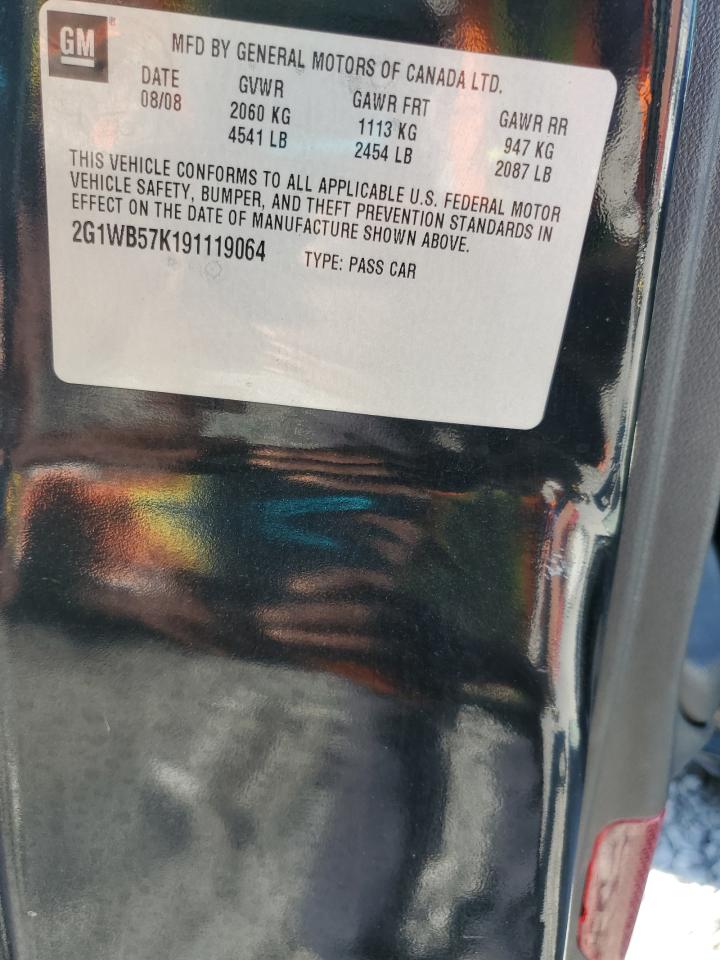 GM®
MFD BY GENERAL MOTORS OF CANADA LTD.
DATE GVWR GAWR FRT GAWR RR
08/08 2060 KG 1113 KG 947 KG
4541 LB 2454 LB 2087 LB
THIS VEHICLE CONFORMS TO ALL APPLICABLE U.S. FEDERAL MOTOR
VEHICLE SAFETY, BUMPER, AND THEFT PREVENTION STANDARDS IN
EFFECT ON THE DATE OF MANUFACTURE SHOWN ABOVE.
2G1WB57K191119064 TYPE: PASS CAR